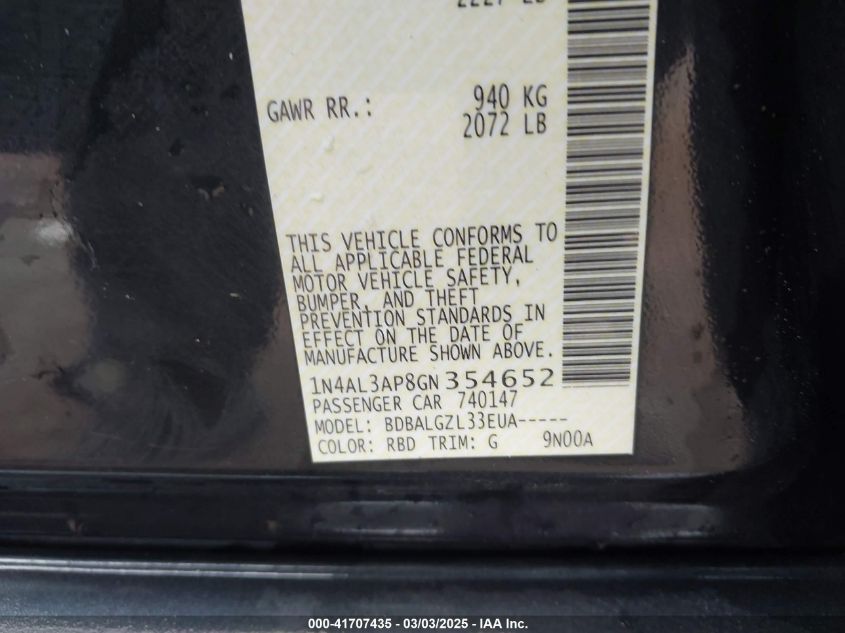 GAWR RR.: 940 KG
2072 LB
THIS VEHICLE CONFORMS TO
ALL APPLICABLE FEDERAL
MOTOR VEHICLE SAFETY,
BUMPER, AND THEFT
PREVENTION STANDARDS IN
EFFECT ON THE DATE OF
MANUFACTURE SHOWN ABOVE.
1N4AL3AP8GN354652
PASSENGER CAR 740147
MODEL: BDBALGZL33EUA-----
COLOR: RBD TRIM: G 9N00A
000-41707435 - 03/03/2025 - IAA Inc.